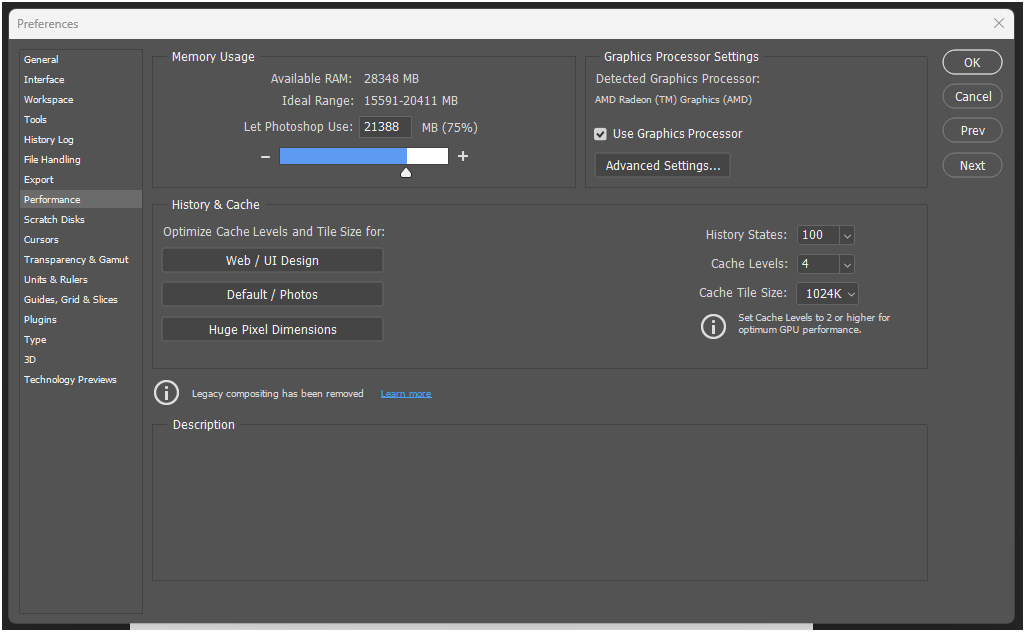 Preferences
General
Interface
Workspace
Tools
History Log
File Handling
Export
Performance
Scratch Disks
Cursors
Transparency & Gamut
Units & Rulers
Guides, Grid & Slices
Plugins
Type
3D
Technology Previews
Memory Usage
Available RAM: 28348 MB
Ideal Range: 15591-20411 MB
Let Photoshop Use: 21388 MB (75%)
Graphics Processor Settings
Detected Graphics Processor:
AMD Radeon (TM) Graphics (AMD)
Use Graphics Processor
Advanced Settings...
OK
Cancel
Prev
Next
History & Cache
Optimize Cache Levels and Tile Size for:
Web / UI Design
Default / Photos
Huge Pixel Dimensions
History States: 100
Cache Levels: 4
Cache Tile Size: 1024K
Set Cache Levels to 2 or higher for
optimum GPU performance.
Legacy compositing has been removed Learn more
Description